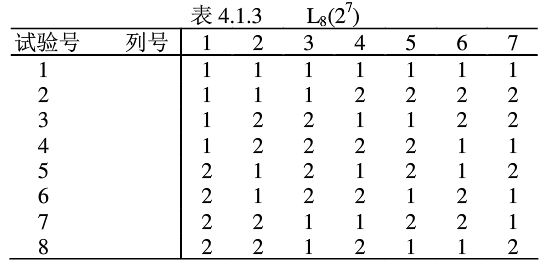 表 4.1.3 L₈(2⁷)
试验号 列号 1 2 3 4 5 6 7
1 1 1 1 1 1 1 1
2 1 1 1 2 2 2 2
3 1 2 2 1 1 2 2
4 1 2 2 2 2 1 1
5 2 1 2 1 2 1 2
6 2 1 2 2 1 2 1
7 2 2 1 1 2 2 1
8 2 2 1 2 1 1 2